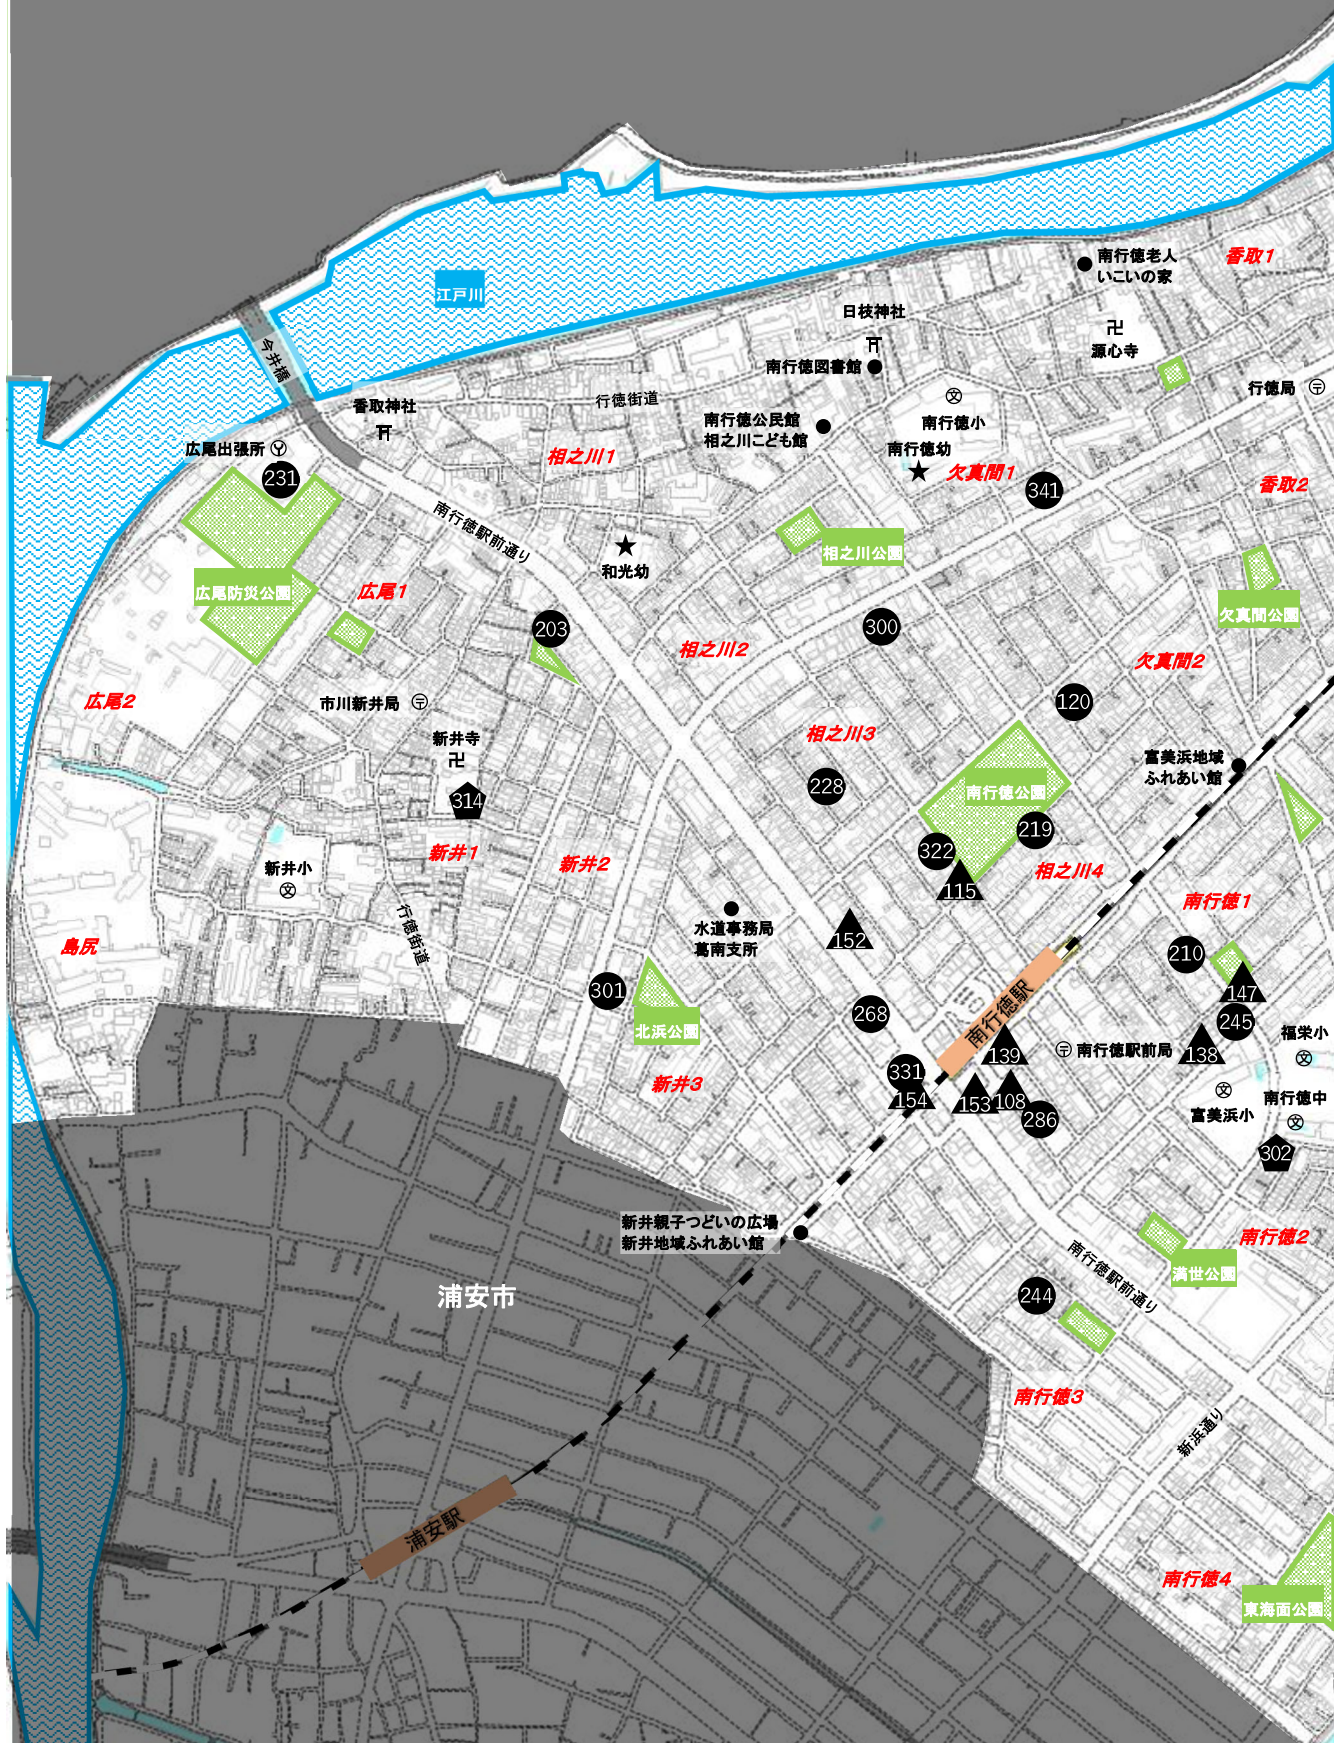 南行徳老人
いこいの家
香取1
江戸川
日枝神社
源心寺
今井橋
南行徳図書館
行徳局
〒
香取神社
行徳街道
文
南行徳公民館
相之川こども館
南行徳小
広尾出張所
相之川1
南行徳幼
欠真間1
231
341
香取2
南行徳駅前通り
相之川公園
和光幼
広尾防災公園
広尾1
欠真間公園
203
300
相之川2
欠真間2
広尾2
市川新井局
〒
120
新井寺
相之川3
富美浜地域
ふれあい館
228
南行徳公園
314
219
新井1
322
新井2
新井小
文
相之川4
115
南行徳1
行徳街道
水道事務局
葛南支所
152
島尻
210
301
147
南行徳駅
268
245
北浜公園
福栄小
文
139
〒
南行徳駅前局
138
331
新井3
154
153
108
文
富美浜小
南行徳中
文
286
302
新井親子つどいの広場
新井地域ふれあい館
南行徳2
南行徳駅前通り
満世公園
浦安市
244
南行徳3
新浜通り
浦安駅
南行徳4
東海面公園